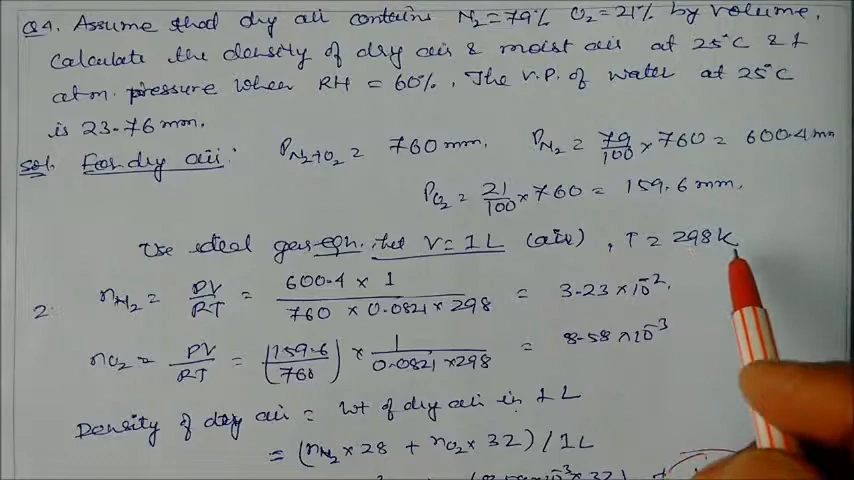 Q4. Assume that dry air contains N₂=79% O₂=21% by volume.
Calculate the density of dry air & moist air at 25°C & 1
atm. pressure when RH = 60%. The V.P. of water at 25°C
is 23.76 mm.
Sol. For dry air: P_N₂+O₂ = 760 mm. P_N₂ = 79/100 × 760 = 600.4 mm
P_O₂ = 21/100 × 760 = 159.6 mm.
Use ideal gas eqn. let V = 1 L (air), T = 298K
2. n_N₂ = PV/RT = 600.4 × 1 / 760 × 0.0821 × 298 = 3.23 × 10⁻².
n_O₂ = PV/RT = (159.6/760) × 1/0.0821 × 298 = 8.58 × 10⁻³
Density of dry air = wt of dry air in 1 L
= (n_N₂ × 28 + n_O₂ × 32) / 1L